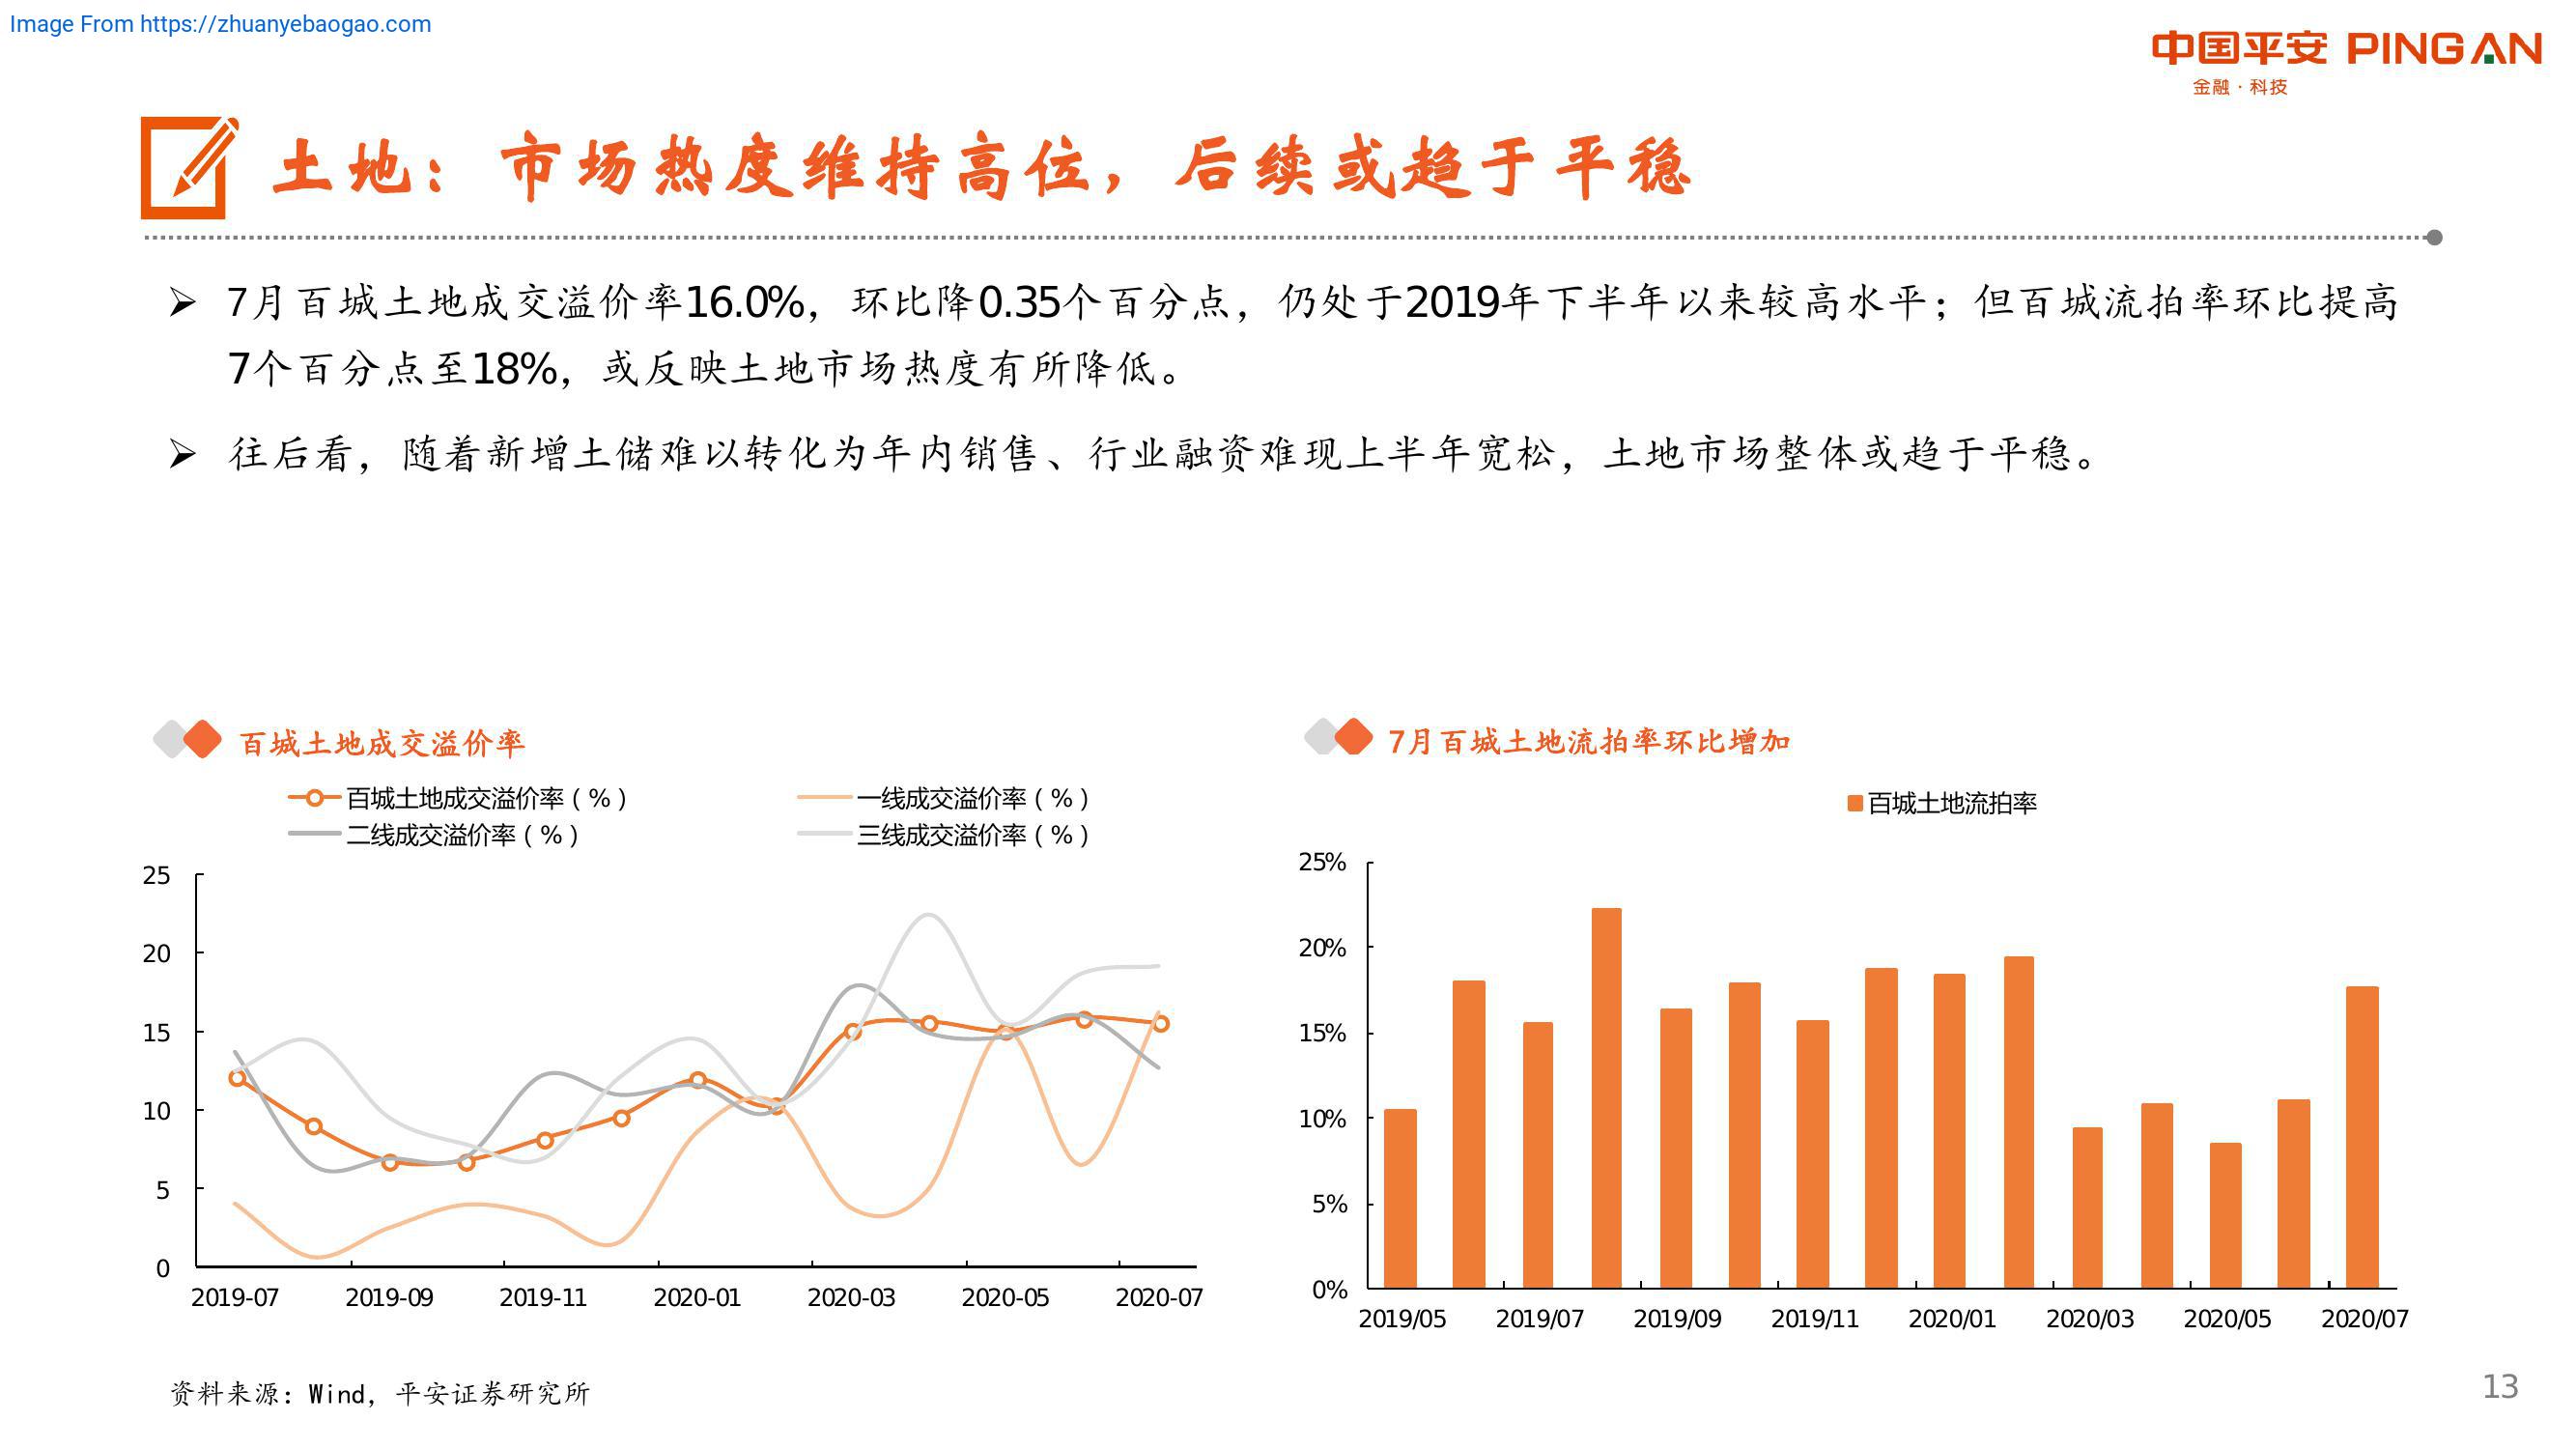 Image From https://zhuanyebaogao.com
中国平安 PINGAN
金融·科技
土地：市场热度维持高位，后续或趋于平稳
7月百城土地成交溢价率16.0%，环比降0.35个百分点，仍处于2019年下半年以来较高水平；但百城流拍率环比提高
7个百分点至18%，或反映土地市场热度有所降低。
往后看，随着新增土储难以转化为年内销售、行业融资难现上半年宽松，土地市场整体或趋于平稳。
百城土地成交溢价率
百城土地成交溢价率（%） 一线成交溢价率（%）
二线成交溢价率（%） 三线成交溢价率（%）
25
20
15
10
5
0
2019-07 2019-09 2019-11 2020-01 2020-03 2020-05 2020-07
7月百城土地流拍率环比增加
百城土地流拍率
25%
20%
15%
10%
5%
0%
2019/05 2019/07 2019/09 2019/11 2020/01 2020/03 2020/05 2020/07
资料来源：Wind，平安证券研究所
13